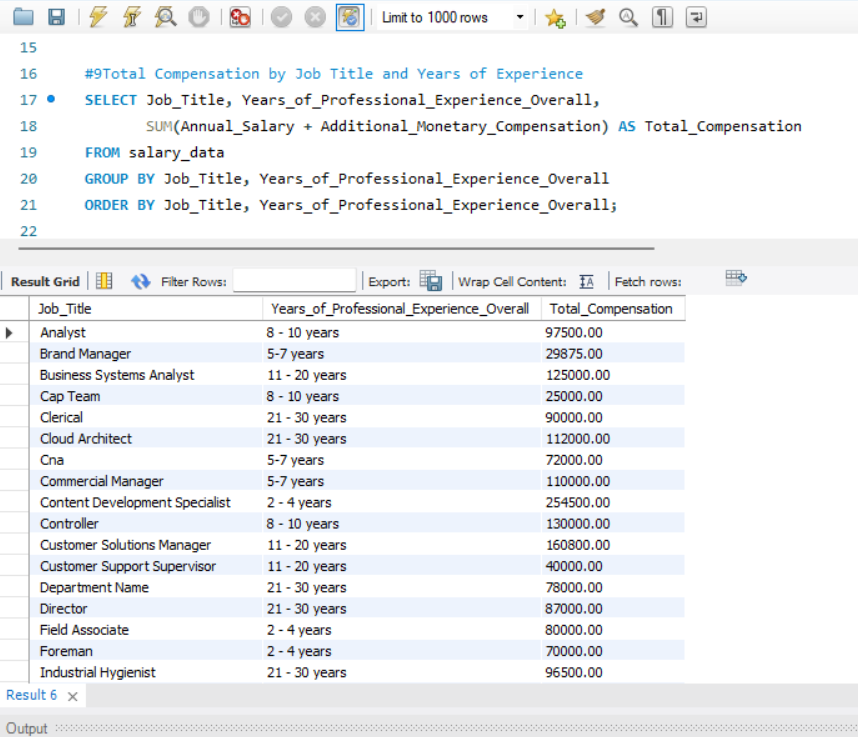 Limit to 1000 rows
15
16 #9Total Compensation by Job Title and Years of Experience
17 SELECT Job_Title, Years_of_Professional_Experience_Overall,
18 SUM(Annual_Salary + Additional_Monetary_Compensation) AS Total_Compensation
19 FROM salary_data
20 GROUP BY Job_Title, Years_of_Professional_Experience_Overall
21 ORDER BY Job_Title, Years_of_Professional_Experience_Overall;
22
Result Grid Filter Rows: Export: Wrap Cell Content: Fetch rows:
Job_Title Years_of_Professional_Experience_Overall Total_Compensation
Analyst 8 - 10 years 97500.00
Brand Manager 5-7 years 29875.00
Business Systems Analyst 11 - 20 years 125000.00
Cap Team 8 - 10 years 25000.00
Clerical 21 - 30 years 90000.00
Cloud Architect 21 - 30 years 112000.00
Cna 5-7 years 72000.00
Commercial Manager 5-7 years 110000.00
Content Development Specialist 2 - 4 years 254500.00
Controller 8 - 10 years 130000.00
Customer Solutions Manager 11 - 20 years 160800.00
Customer Support Supervisor 11 - 20 years 40000.00
Department Name 21 - 30 years 78000.00
Director 21 - 30 years 87000.00
Field Associate 2 - 4 years 80000.00
Foreman 2 - 4 years 70000.00
Industrial Hygienist 21 - 30 years 96500.00
Result 6
Output